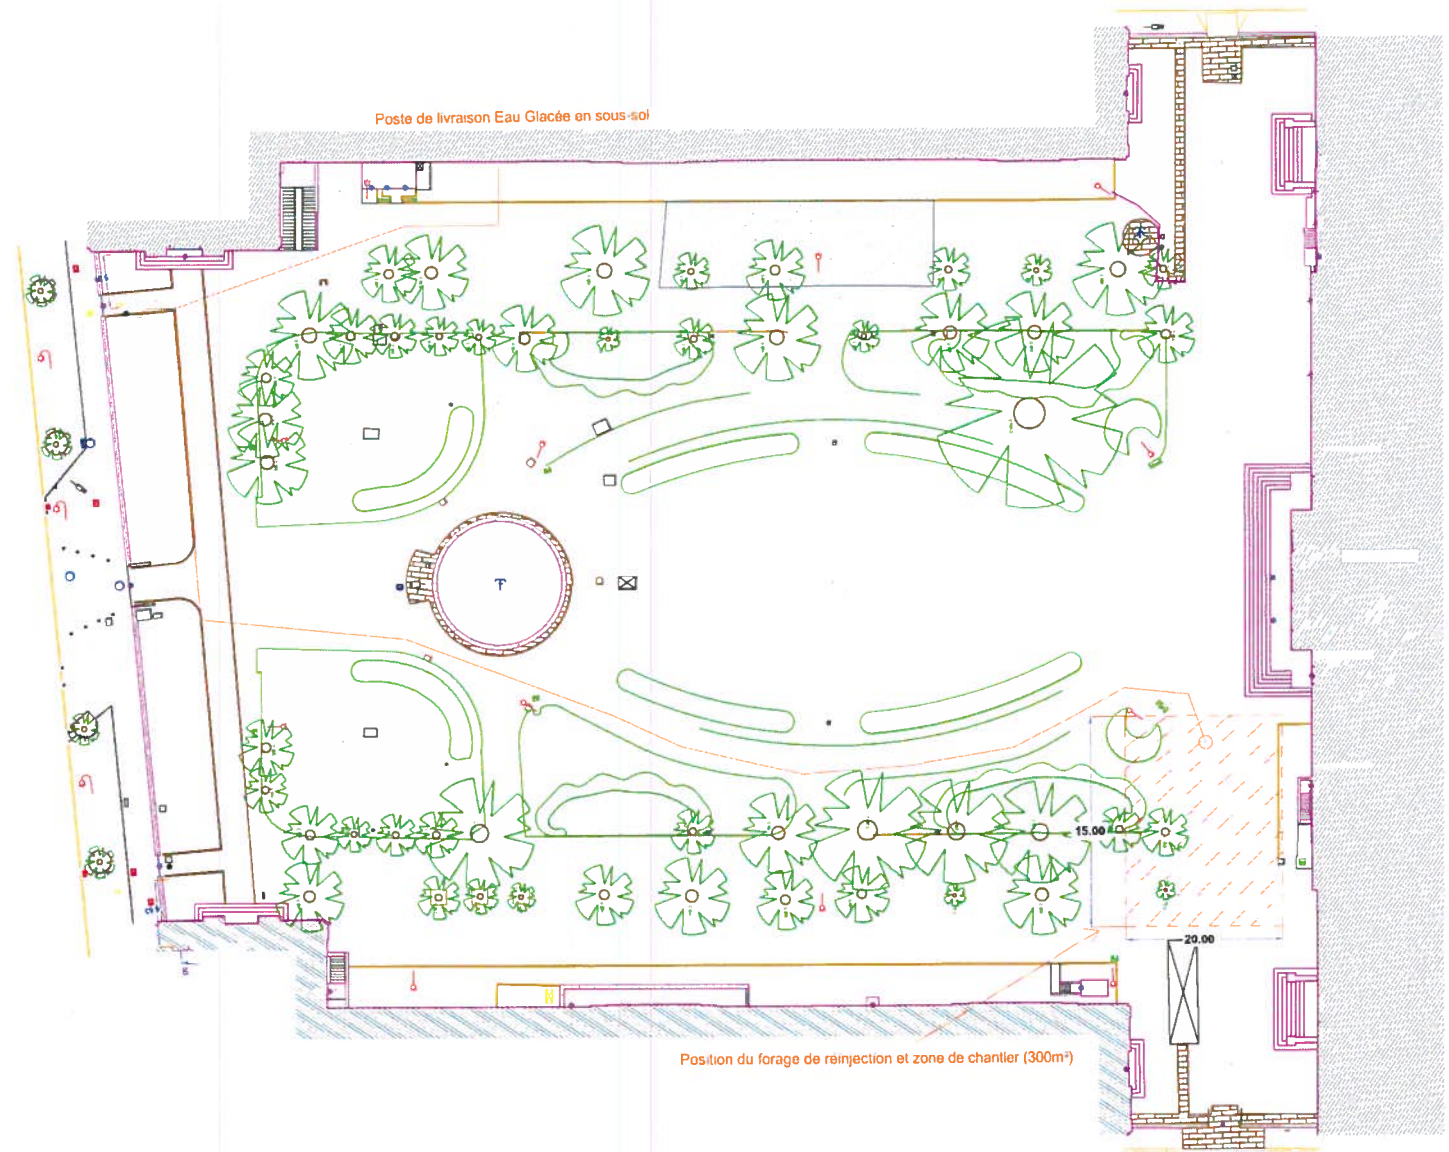 Poste de livraison Eau Glacée en sous-sol
15.00
20.00
Position du forage de réinjection et zone de chantier (300m²)